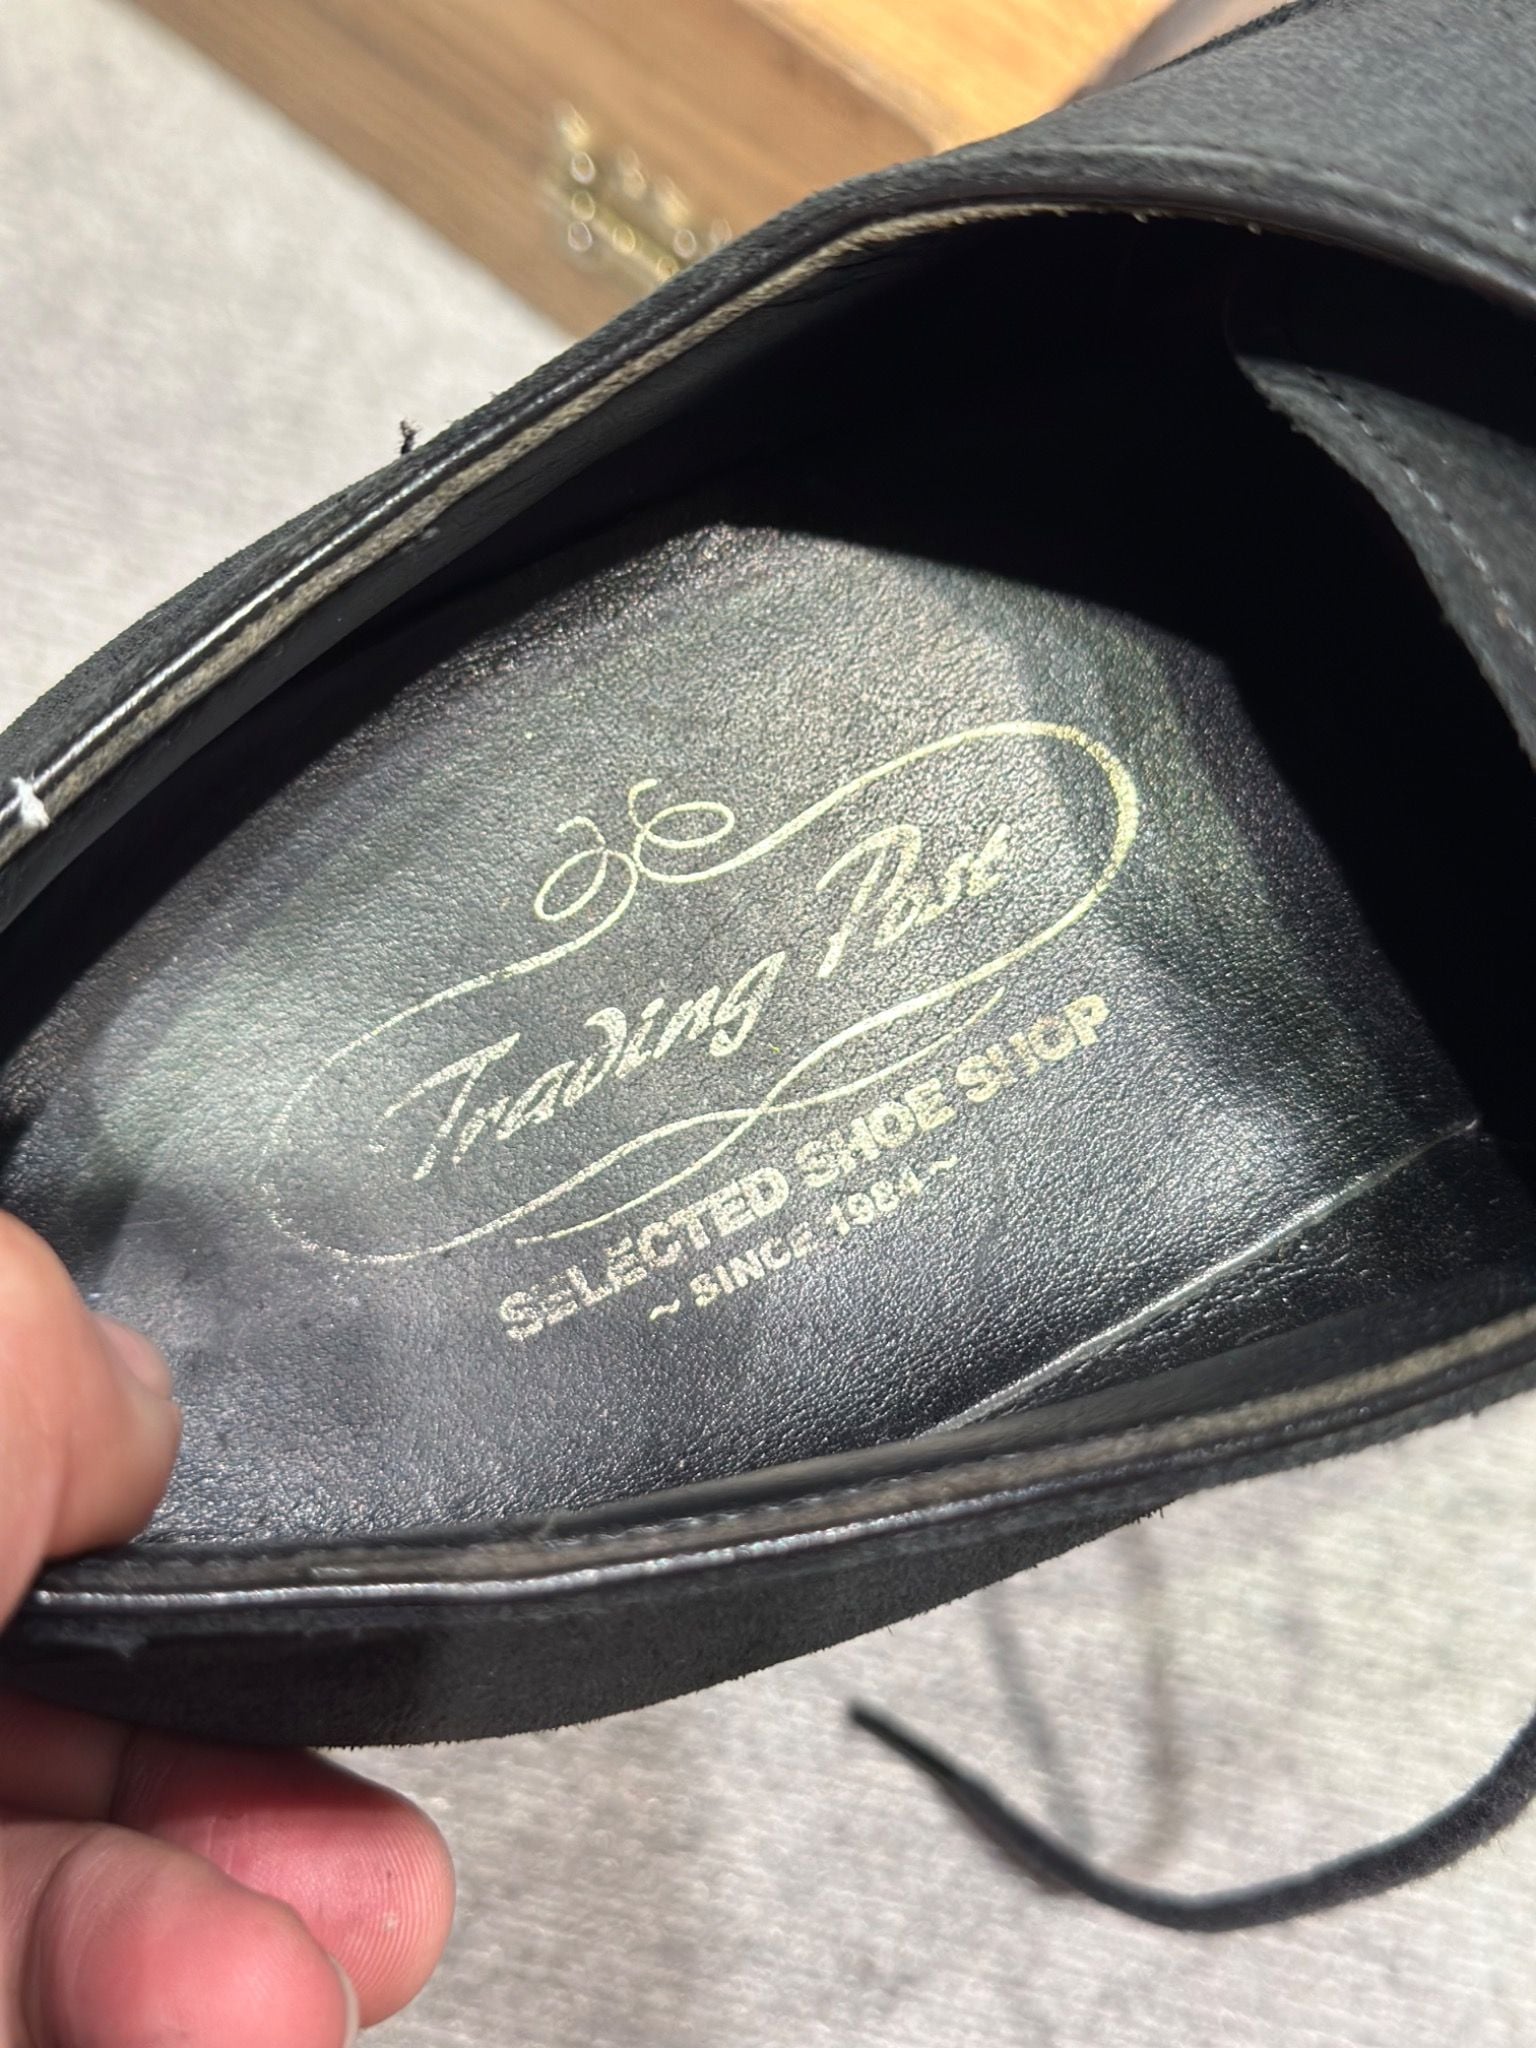 Trading Post
SELECTED SHOE SHOP
~ SINCE 1984 ~